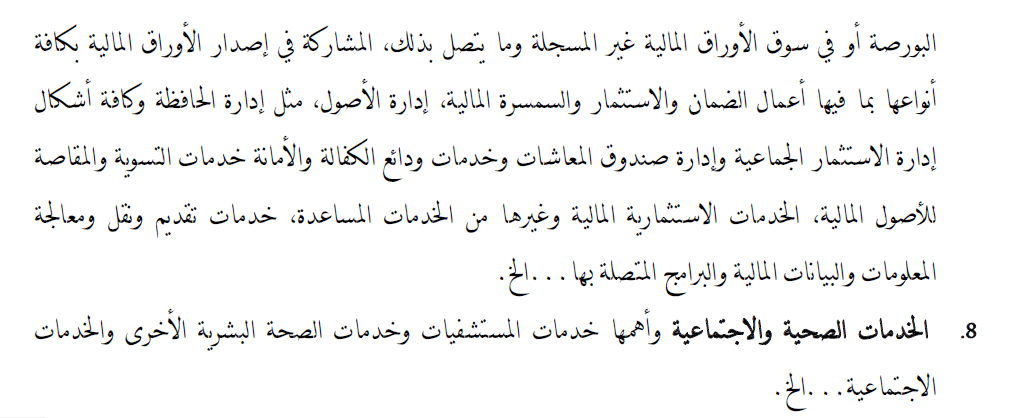 البورصة أو في سوق الأوراق المالية غير المسجلة وما يتصل بذلك، المشاركة في إصدار الأوراق المالية بكافة
أنواعها بما فيها أعمال الضمان والاستثمار والسمسرة المالية، إدارة الأصول، مثل إدارة الحافظة وكافة أشكال
إدارة الاستثمار الجماعية وإدارة صندوق المعاشات وخدمات ودائع الكفالة والأمانة خدمات التسوية والمقاصة
للأصول المالية، الخدمات الاستثمارية المالية وغيرها من الخدمات المساعدة، خدمات تقديم ونقل ومعالجة
المعلومات والبيانات المالية والبرامج المتصلة بها...الخ.
8. الخدمات الصحية والاجتماعية وأهمها خدمات المستشفيات وخدمات الصحة البشرية الأخرى والخدمات
الاجتماعية...الخ.